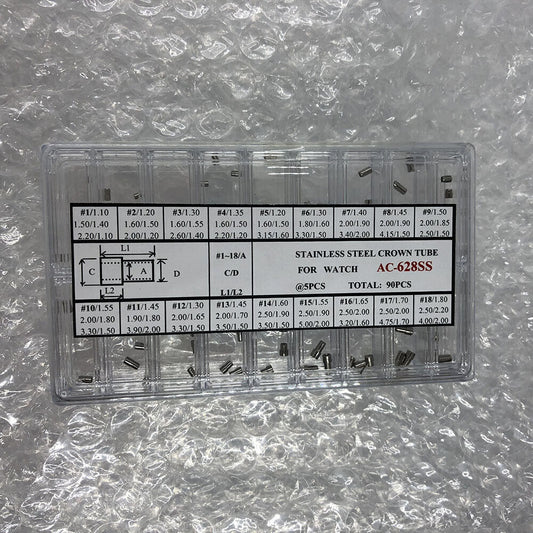 #1/1.10 #2/1.20 #3/1.30 #4/1.35 #5/1.20 #6/1.30 #7/1.40 #8/1.45 #9/1.50
1.50/1.40 1.60/1.50 1.60/1.55 1.60/1.50 1.60/1.50 1.80/1.60 2.00/1.90 2.00/1.90 2.00/1.85
2.20/1.10 2.00/1.20 2.60/1.40 2.20/1.20 3.15/1.60 3.30/1.50 3.40/2.00 4.15/1.50 2.50/1.50
L1
C A D
L2
#1~18/A
C/D
L1/L2
STAINLESS STEEL CROWN TUBE
FOR WATCH AC-628SS
@5PCS TOTAL: 90PCS
#10/1.55 #11/1.45 #12/1.30 #13/1.45 #14/1.60 #15/1.55 #16/1.65 #17/1.70 #18/1.80
2.00/1.80 1.90/1.80 2.00/1.65 2.00/1.70 2.50/1.90 2.50/1.90 2.50/2.00 2.50/2.00 2.50/2.20
3.30/1.50 3.90/2.00 3.30/1.50 3.50/1.50 3.50/1.50 5.00/2.00 3.20/1.60 4.75/1.70 4.00/2.00